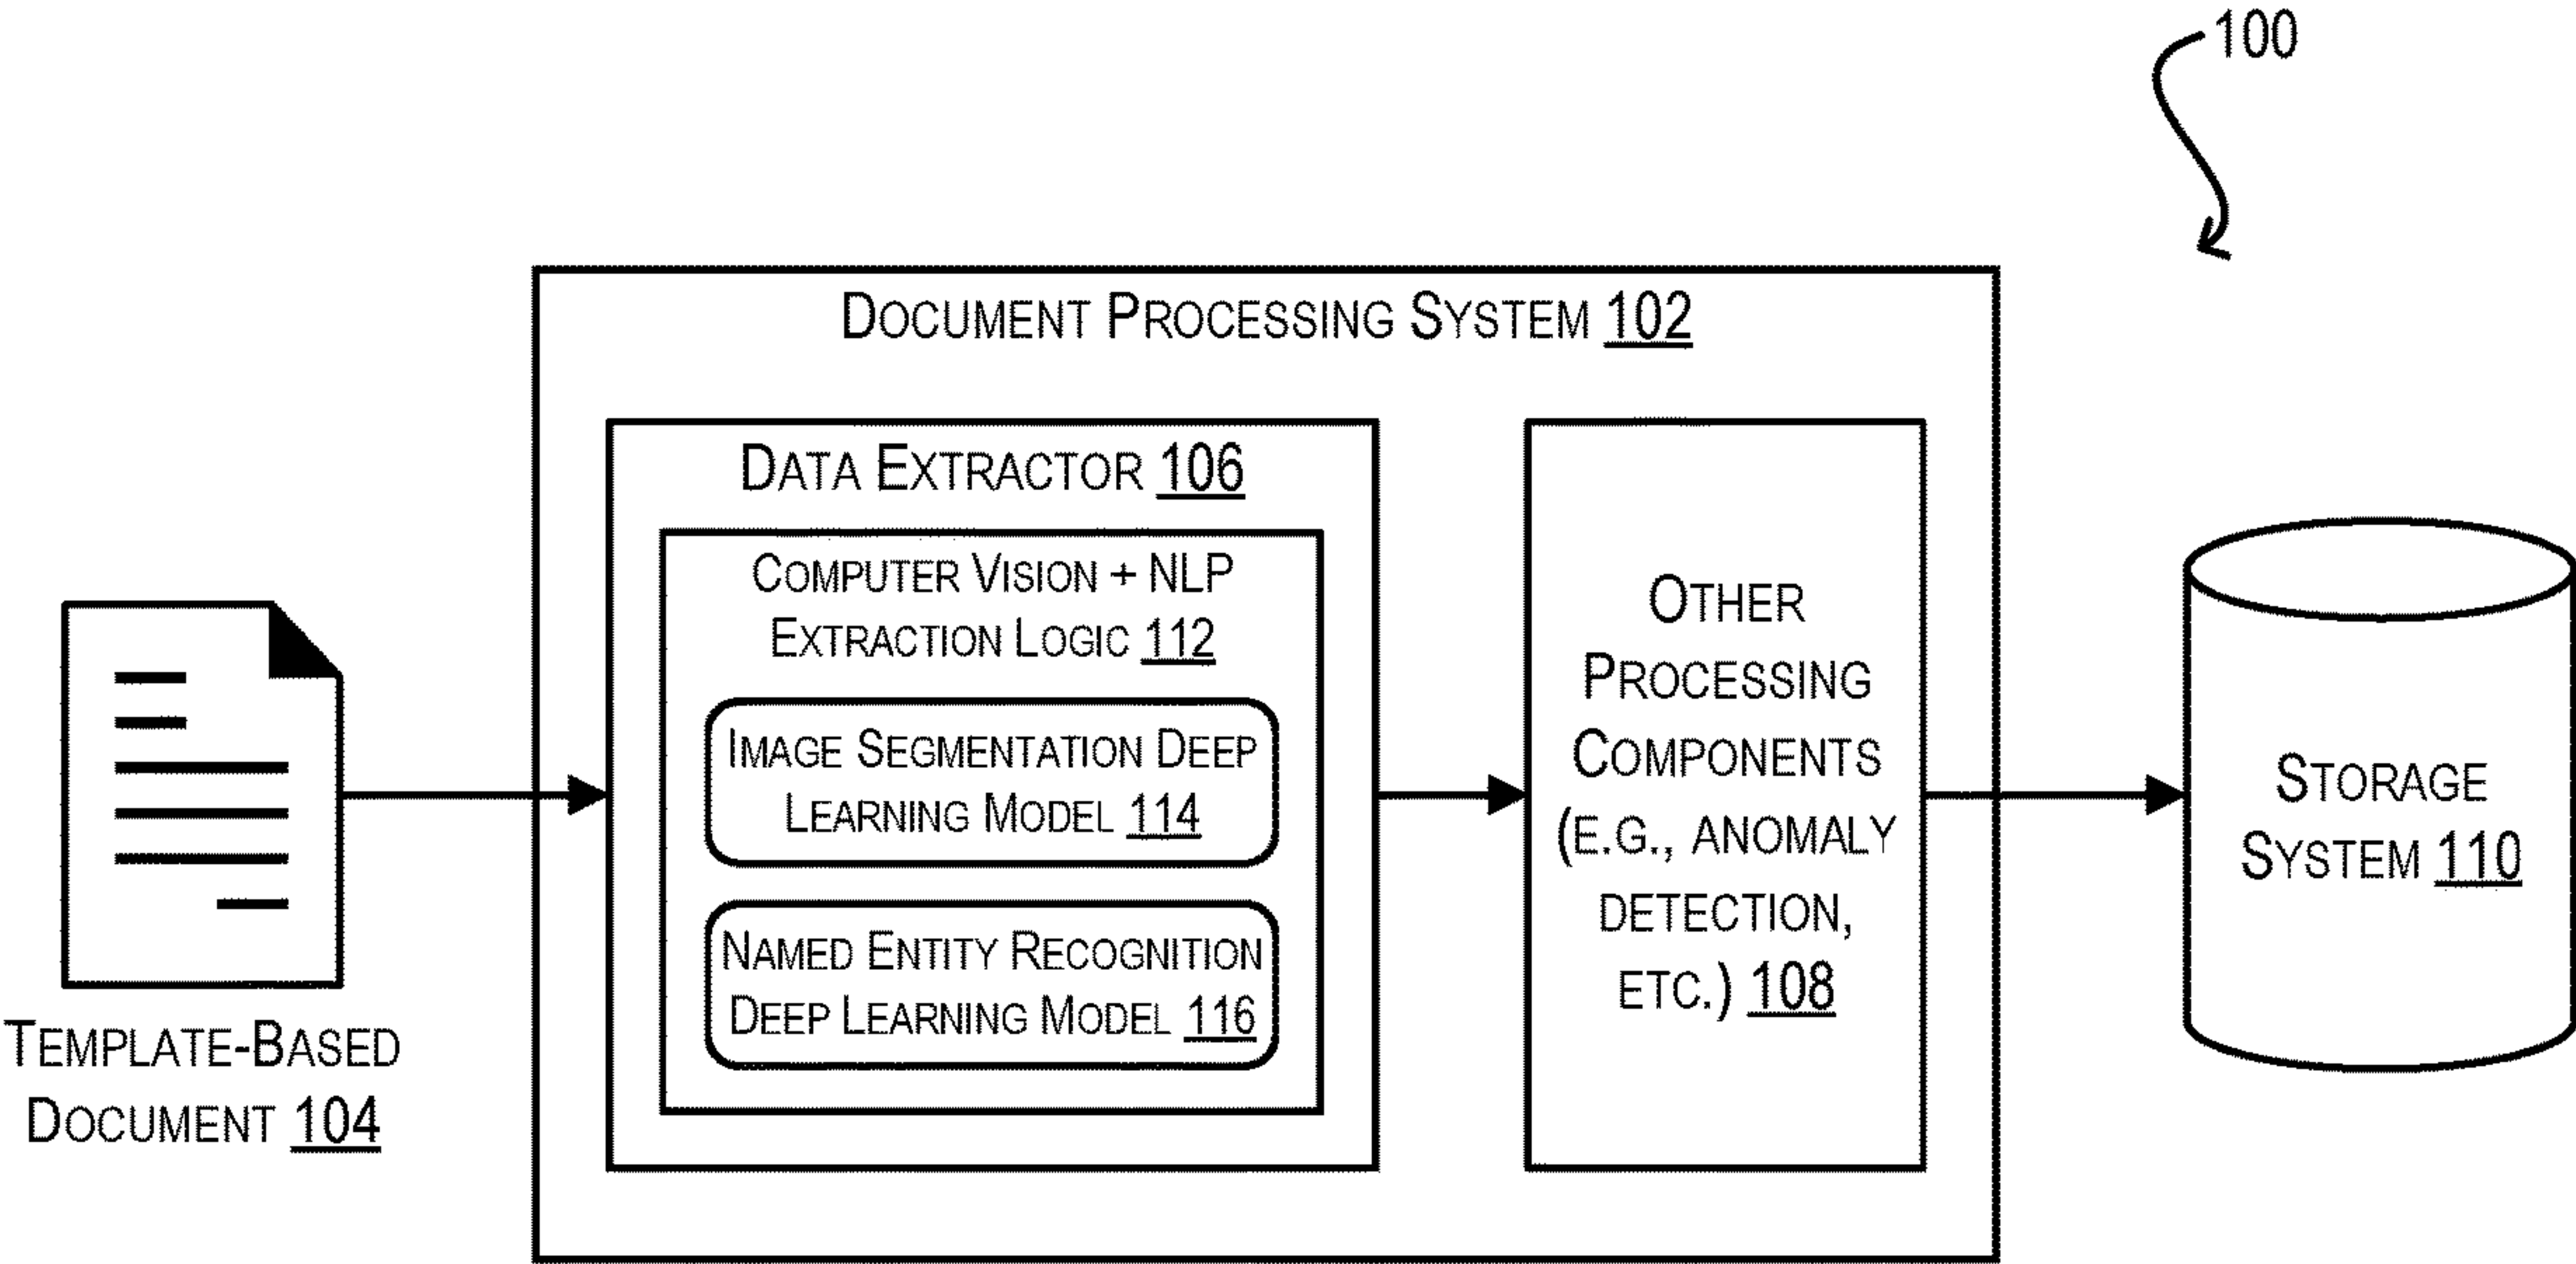 100
DOCUMENT PROCESSING SYSTEM 102
DATA EXTRACTOR 106
COMPUTER VISION + NLP
EXTRACTION LOGIC 112
IMAGE SEGMENTATION DEEP
LEARNING MODEL 114
NAMED ENTITY RECOGNITION
DEEP LEARNING MODEL 116
OTHER
PROCESSING
COMPONENTS
(E.G., ANOMALY
DETECTION,
ETC.) 108
STORAGE
SYSTEM 110
TEMPLATE-BASED
DOCUMENT 104